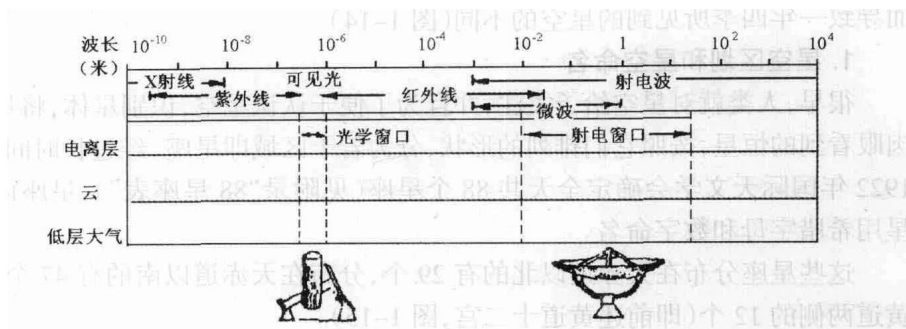 波长 10⁻¹⁰ 10⁻⁸ 10⁻⁶ 10⁻⁴ 10⁻² 1 10² 10⁴
(米)
X射线 可见光 射电波
紫外线 红外线
微波
光学窗口 射电窗口
电离层
云
低层大气